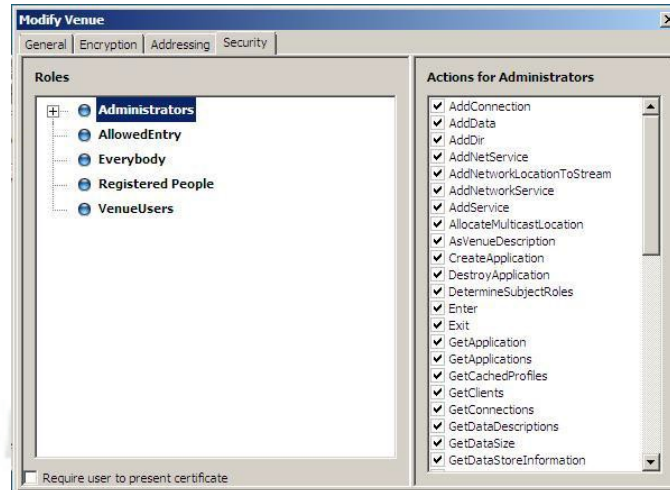 Modify Venue
General Encryption Addressing Security
Roles
Administrators
AllowedEntry
Everybody
Registered People
VenueUsers
Require user to present certificate
Actions for Administrators
AddConnection
AddData
AddDir
AddNetService
AddNetworkLocationToStream
AddNetworkService
AddService
AllocateMulticastLocation
AsVenueDescription
CreateApplication
DestroyApplication
DetermineSubjectRoles
Enter
Exit
GetApplication
GetApplications
GetCachedProfiles
GetClients
GetConnections
GetDataDescriptions
GetDataSize
GetDataStoreInformation